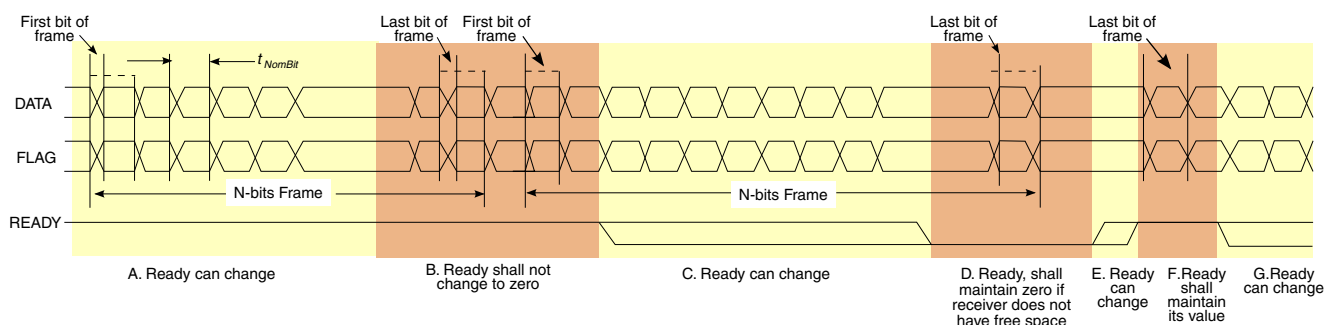 First bit of
frame
Last bit of
frame
First bit of
frame
Last bit of
frame
Last bit of
frame
t NomBit
DATA
FLAG
N-bits Frame
N-bits Frame
READY
A. Ready can change
B. Ready shall not
change to zero
C. Ready can change
D. Ready, shall
maintain zero if
receiver does not
have free space
E. Ready
can
change
F.Ready
shall
maintain
its value
G.Ready
can change